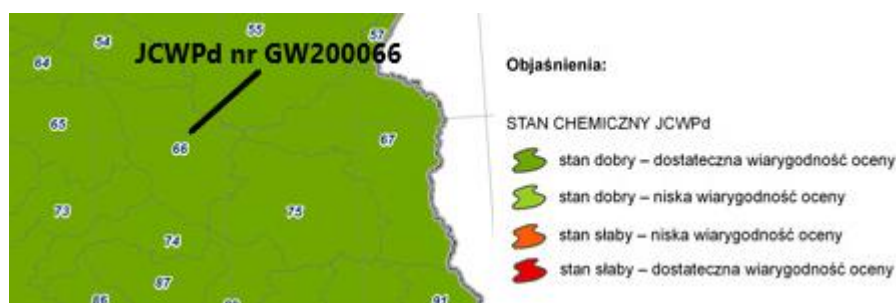 54
55
57
JCWPd nr GW200066
64
65
66
67
73
75
74
87
86
91
Objaśnienia:
STAN CHEMICZNY JCWPd
stan dobry – dostateczna wiarygodność oceny
stan dobry – niska wiarygodność oceny
stan słaby – niska wiarygodność oceny
stan słaby – dostateczna wiarygodność oceny